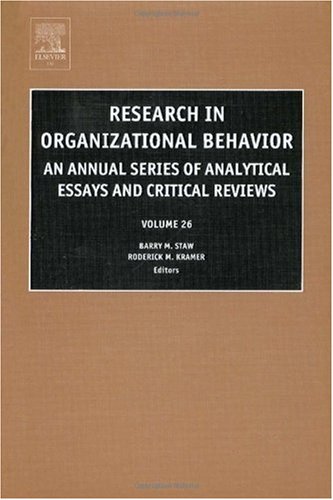 ELSEVIER
RESEARCH IN
ORGANIZATIONAL BEHAVIOR
AN ANNUAL SERIES OF ANALYTICAL
ESSAYS AND CRITICAL REVIEWS
VOLUME 26
BARRY M. STAW
RODERICK M. KRAMER
Editors